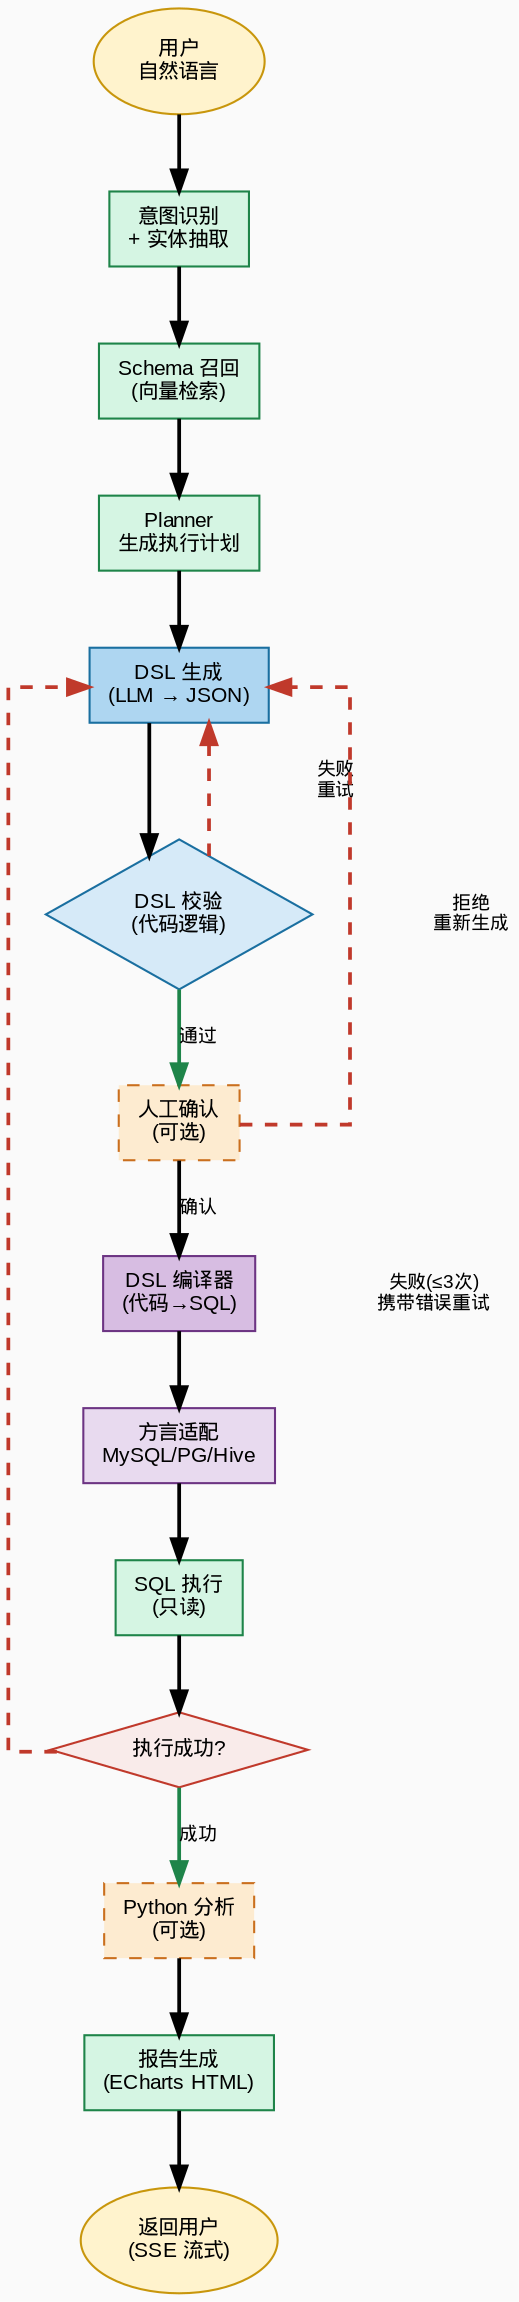 用户
自然语言
意图识别
+ 实体抽取
Schema 召回
(向量检索)
Planner
生成执行计划
DSL 生成
(LLM → JSON)
失败
重试
DSL 校验
(代码逻辑)
拒绝
重新生成
通过
人工确认
(可选)
确认
DSL 编译器
(代码→SQL)
失败(≤3次)
携带错误重试
方言适配
MySQL/PG/Hive
SQL 执行
(只读)
执行成功?
成功
Python 分析
(可选)
报告生成
(ECharts HTML)
返回用户
(SSE 流式)